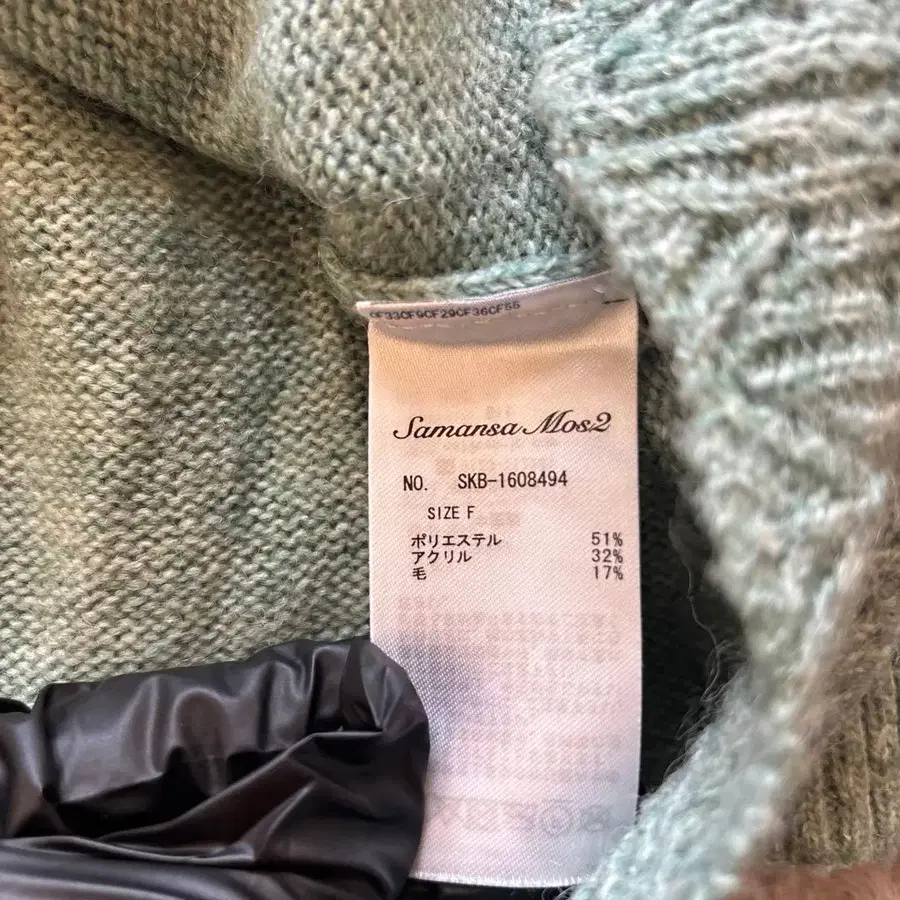 CF33CF9CF29CF36CF55
Samansa Mos2
NO. SKB-1608494
SIZE F
ポリエステル 51%
アクリル 32%
毛 17%